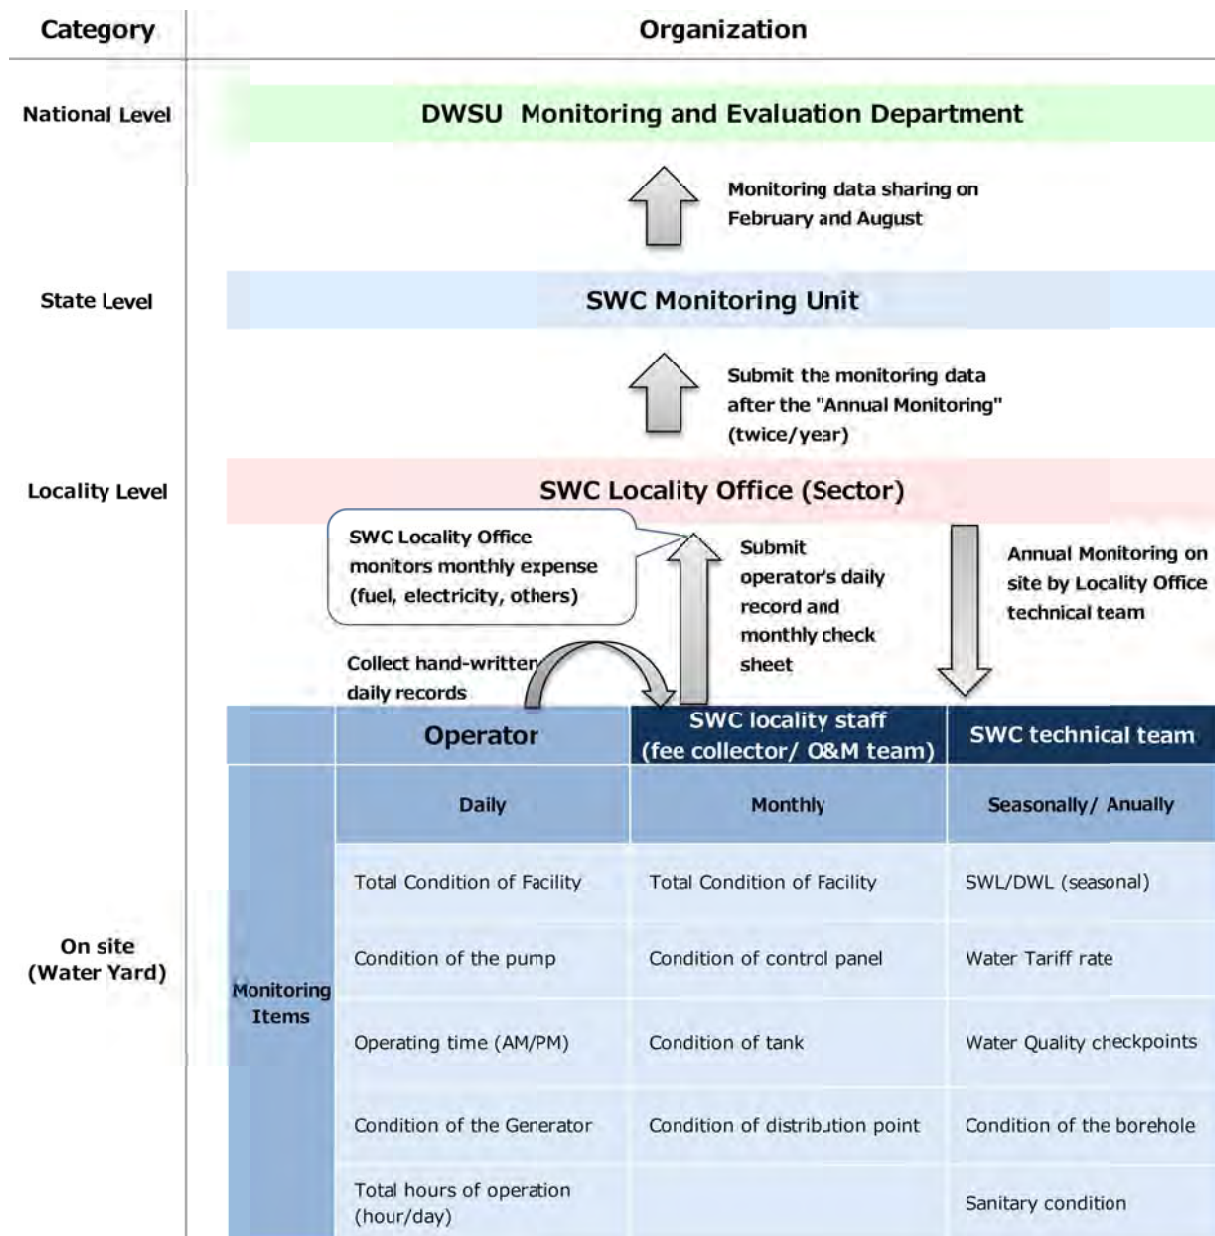 Category
Organization
National Level
DWSU Monitoring and Evaluation Department
Monitoring data sharing on
February and August
State Level
SWC Monitoring Unit
Submit the monitoring data
after the "Annual Monitoring"
(twice/year)
Locality Level
SWC Locality Office (Sector)
SWC Locality Office
monitors monthly expense
(fuel, electricity, others)
Submit
operator's daily
record and
monthly check
sheet
Annual Monitoring on
site by Locality Office
technical team
Collect hand-written
daily records
Operator
SWC locality staff
(fee collector/ O&M team)
SWC technical team
Daily
Monthly
Seasonally/ Anually
On site
(Water Yard)
Monitoring
Items
Total Condition of Facility
Total Condition of Facility
SWL/DWL (seasonal)
Condition of the pump
Condition of control panel
Water Tariff rate
Operating time (AM/PM)
Condition of tank
Water Quality checkpoints
Condition of the Generator
Condition of distribution point
Condition of the borehole
Total hours of operation
(hour/day)
Sanitary condition